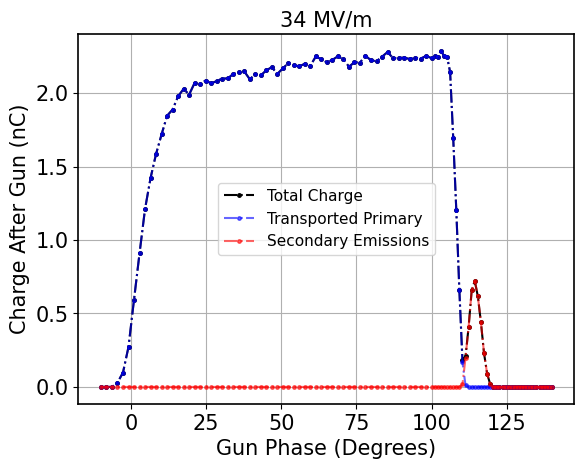 34 MV/m
Charge After Gun (nC)
2.0
1.5
1.0
0.5
0.0
Total Charge
Transported Primary
Secondary Emissions
0 25 50 75 100 125
Gun Phase (Degrees)